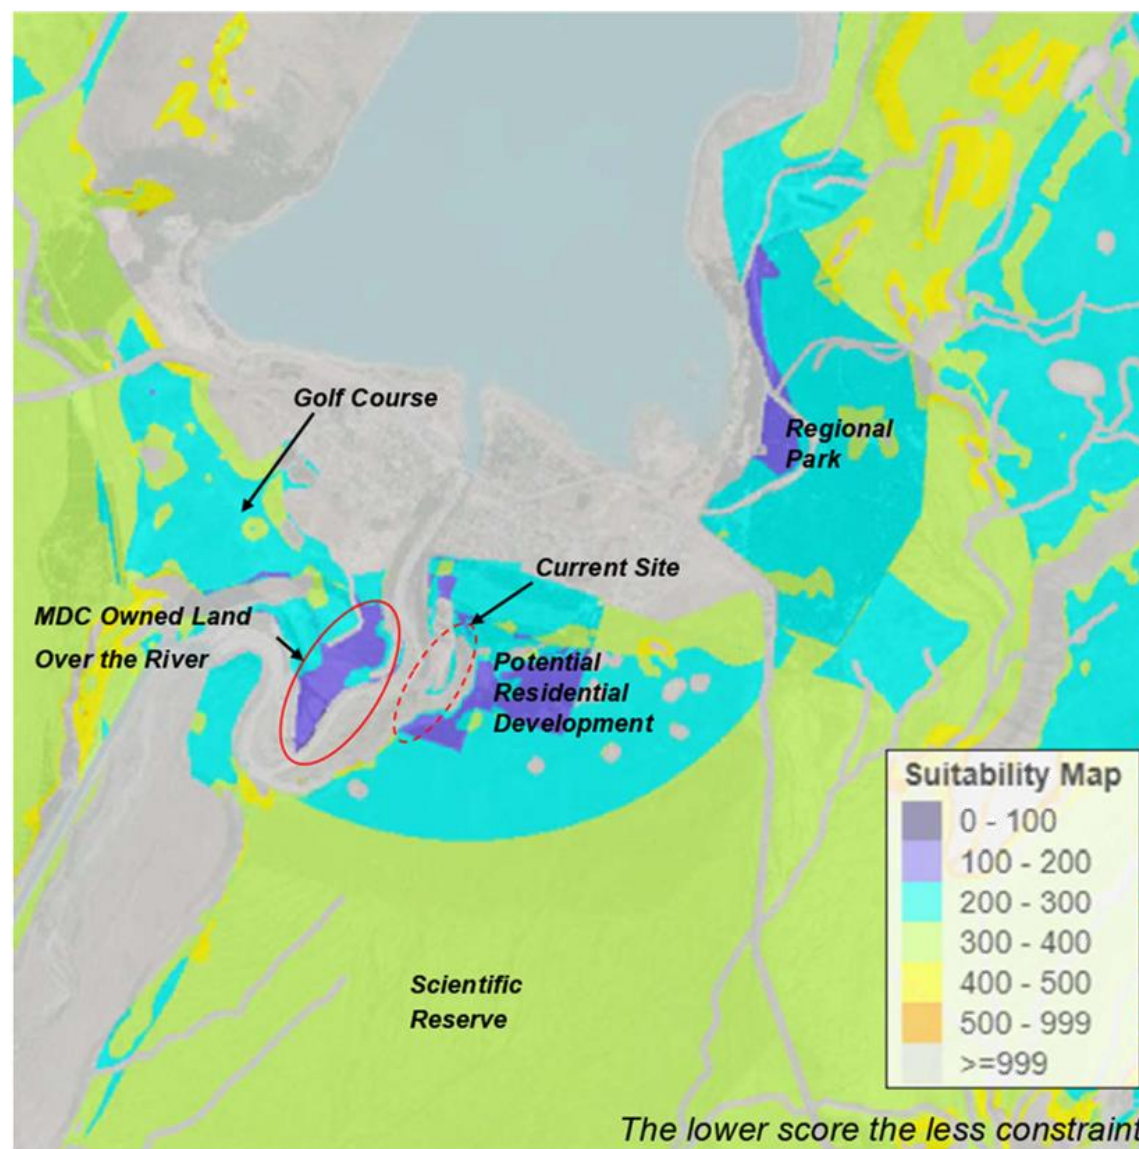 Golf Course
Regional
Park
Current Site
MDC Owned Land
Over the River
Potential
Residential
Development
Suitability Map
0 - 100
100 - 200
200 - 300
300 - 400
400 - 500
500 - 999
>=999
Scientific
Reserve
The lower score the less constraint